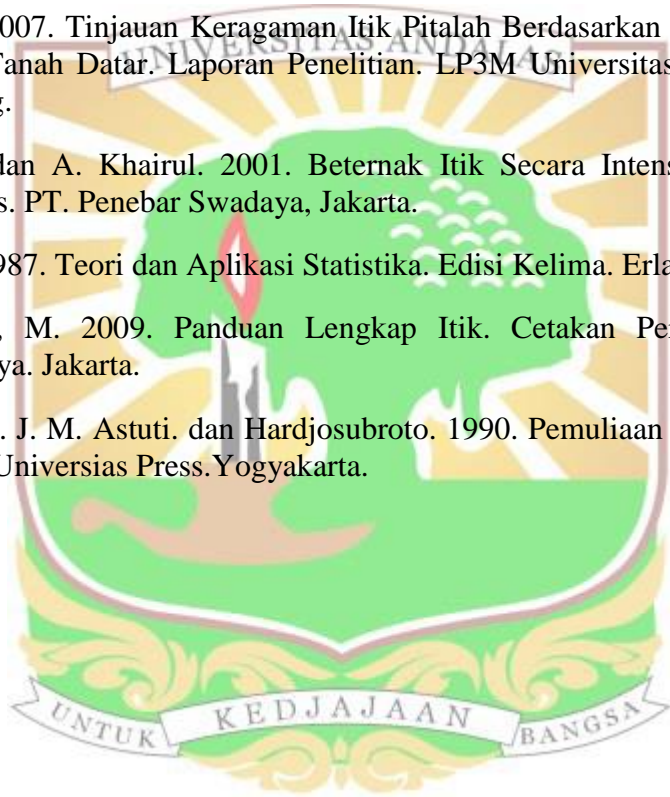 007. Tinjauan Keragaman Itik Pitalah Berdasarkan
UNIVERSITAS ANDALAS
Tanah Datar. Laporan Penelitian. LP3M Universitas
g.
dan A. Khairul. 2001. Beternak Itik Secara Intens
s. PT. Penebar Swadaya, Jakarta.
987. Teori dan Aplikasi Statistika. Edisi Kelima. Erla
, M. 2009. Panduan Lengkap Itik. Cetakan Per
ya. Jakarta.
. J. M. Astuti. dan Hardjosubroto. 1990. Pemuliaan
Universias Press.Yogyakarta.
UNTUK KEDJAJAAN BANGSA